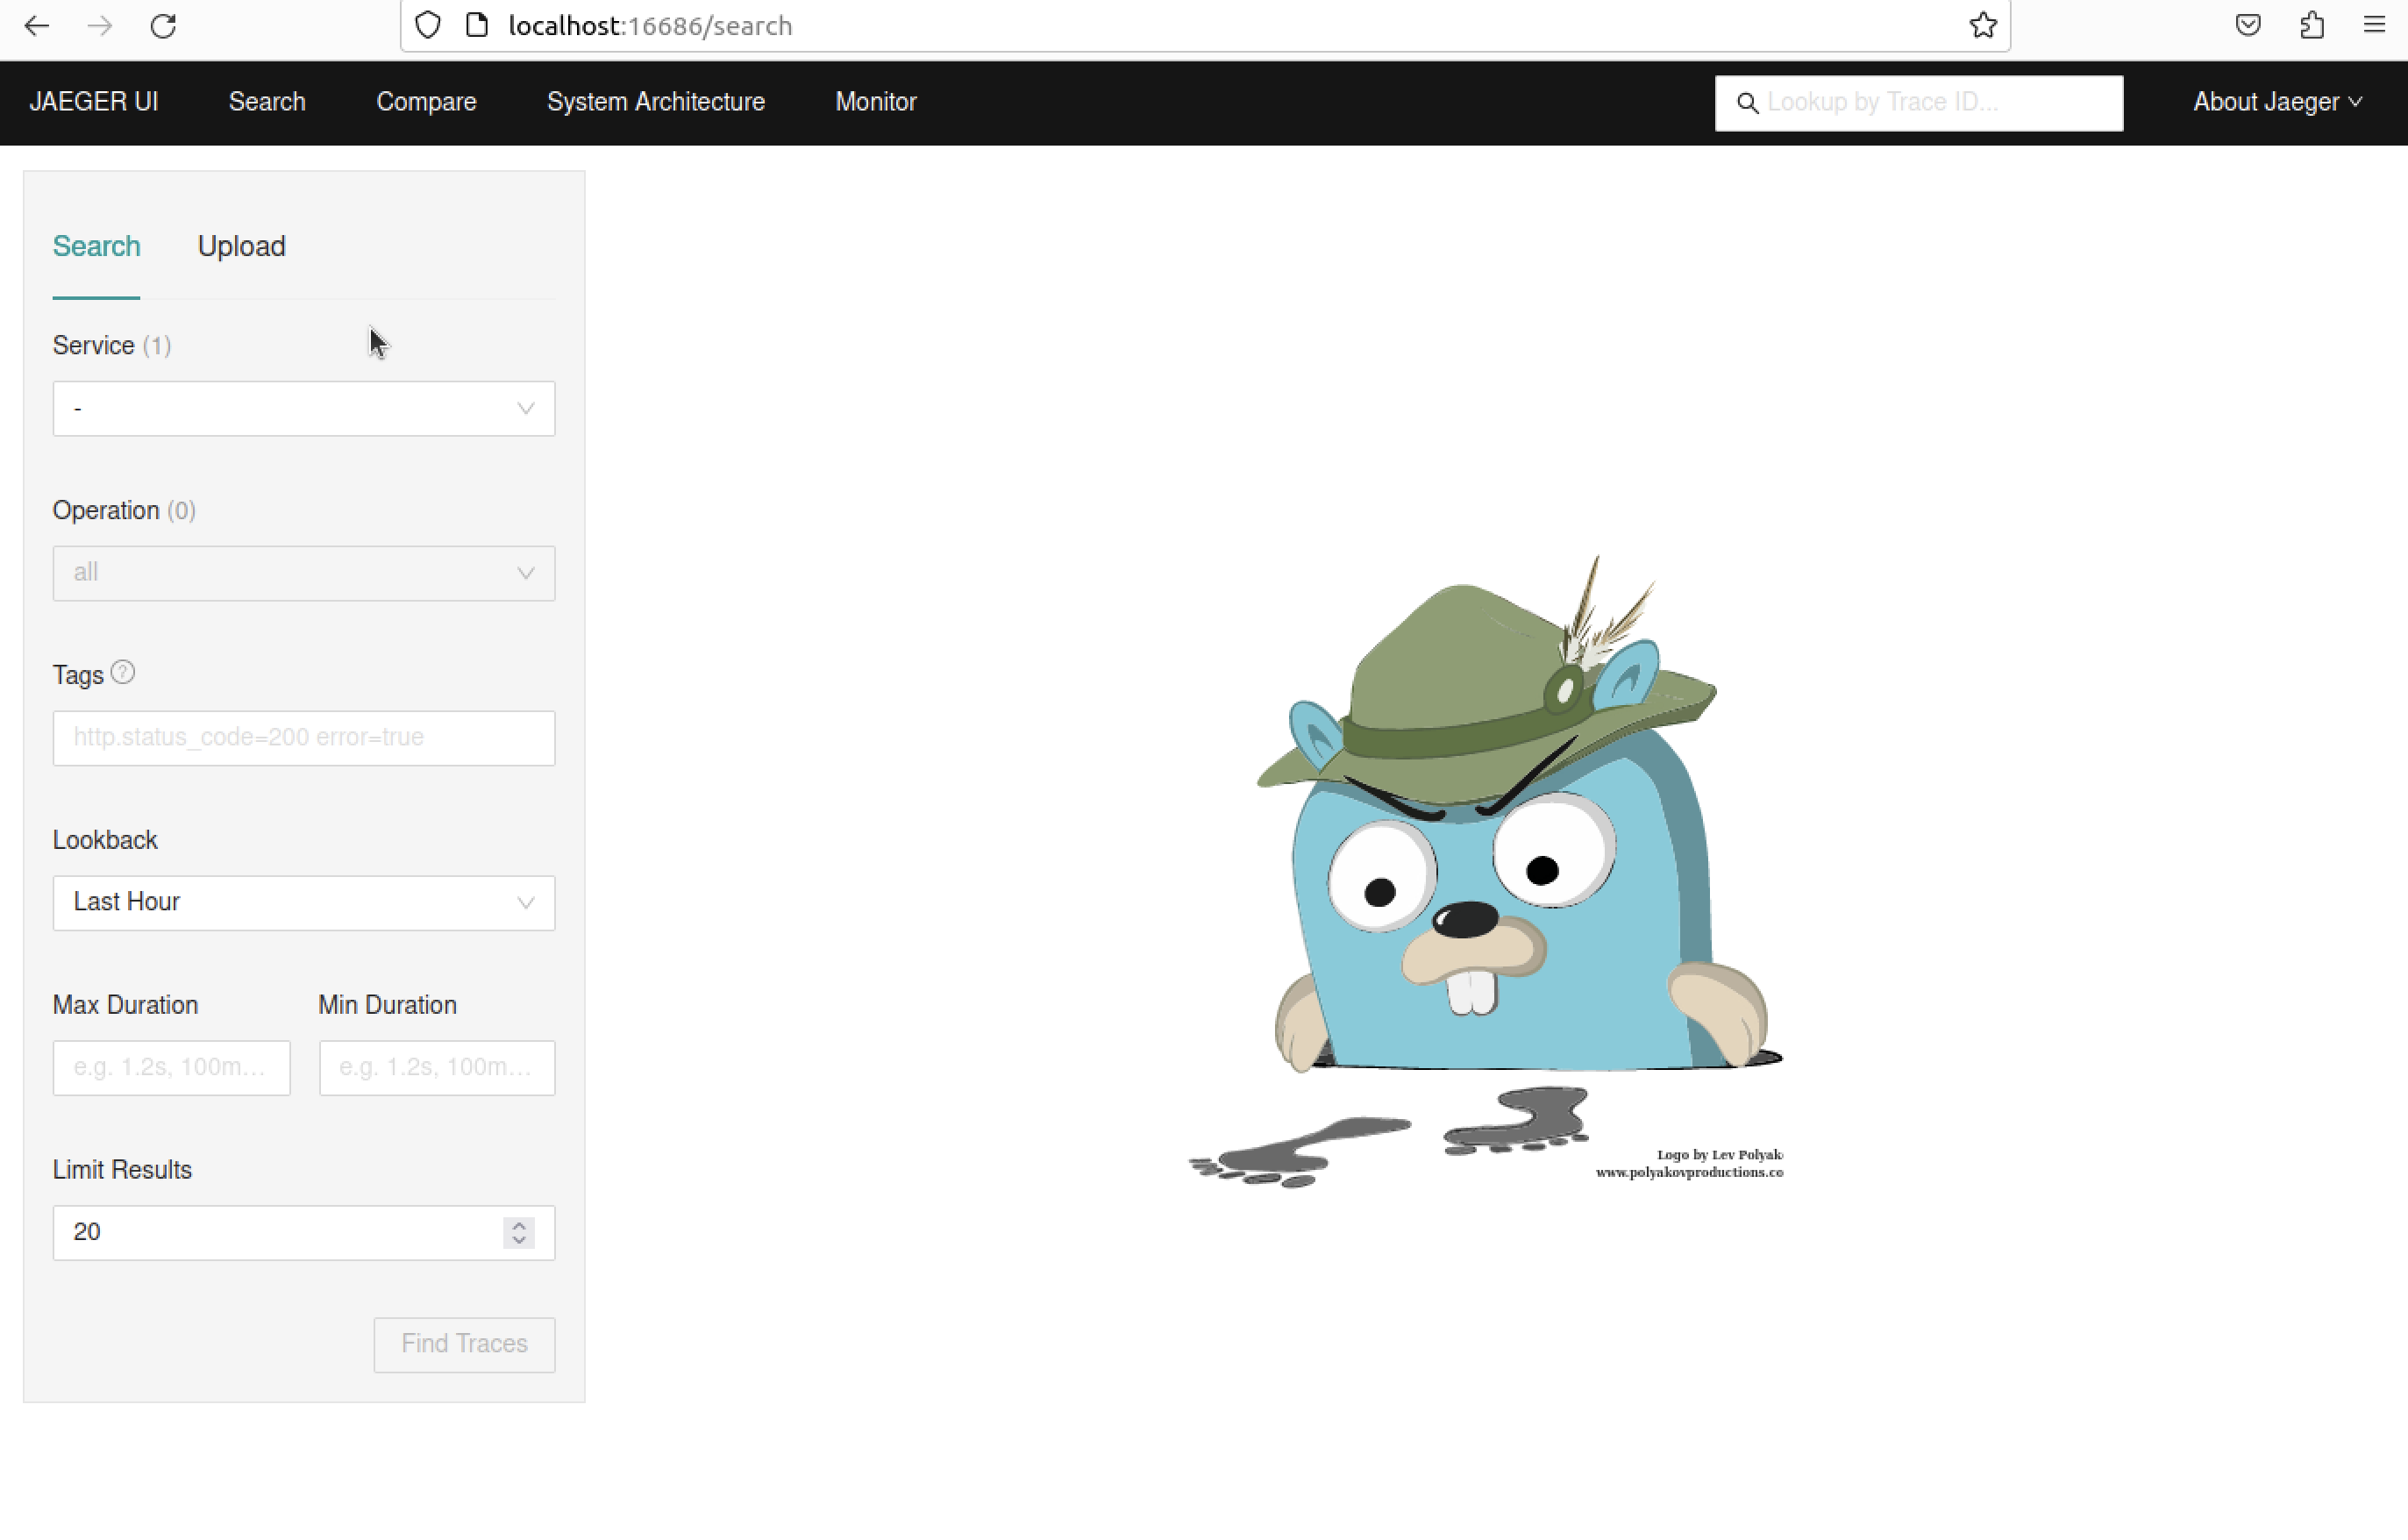 localhost:16686/search
JAEGER UI Search Compare System Architecture Monitor Lookup by Trace ID... About Jaeger
Search Upload
Service (1)
-
Operation (0)
all
Tags ?
http.status_code=200 error=true
Lookback
Last Hour
Max Duration Min Duration
e.g. 1.2s, 100m... e.g. 1.2s, 100m...
Limit Results
20
Find Traces
Logo by Lev Polyak
www.polyakovproductions.co